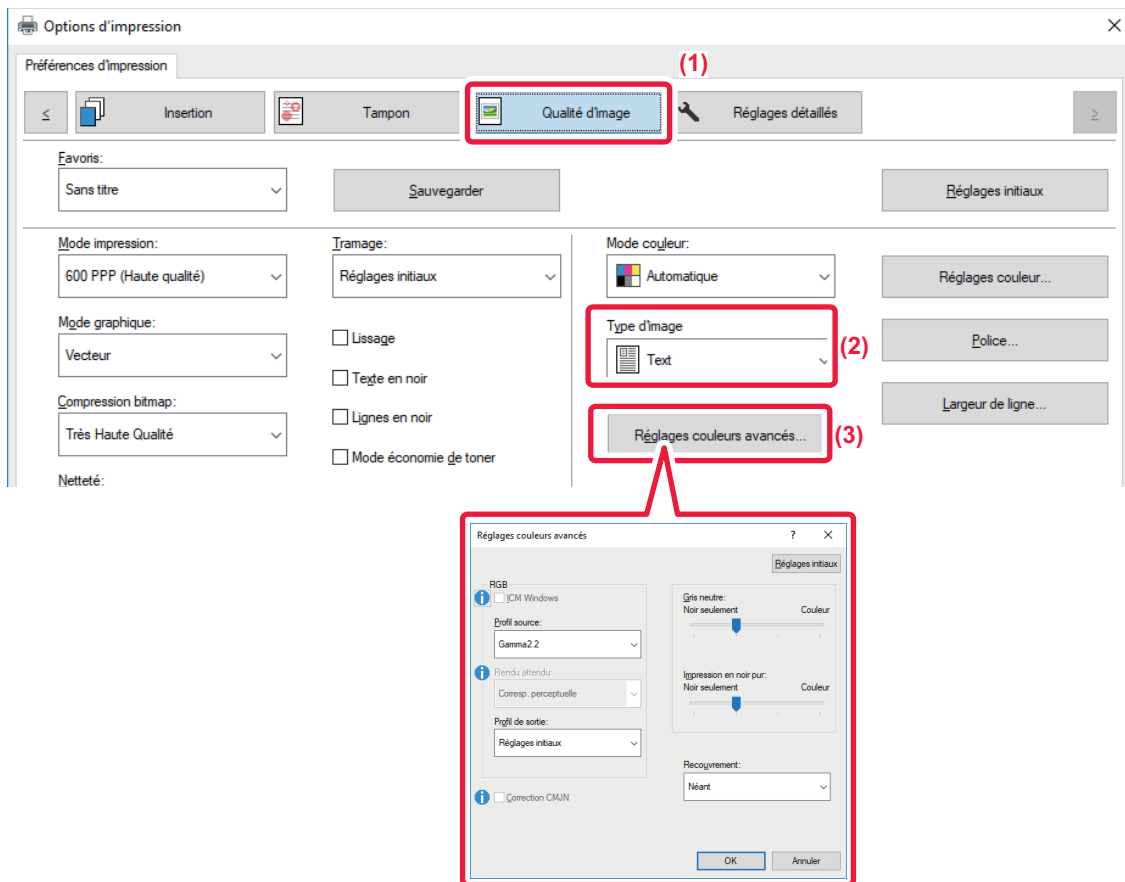 Options d'impression
Préférences d'impression
(1)
<
Insertion
Tampon
Qualité d'image
Réglages détaillés
>
Favoris:
Sans titre
Sauvegarder
Réglages initiaux
Mode impression:
Tramage:
Mode couleur:
600 PPP (Haute qualité)
Réglages initiaux
Automatique
Réglages couleur...
Mode graphique:
Type d'image
Vecteur
Lissage
Text
(2)
Police...
Texte en noir
Compression bitmap:
Lignes en noir
Largeur de ligne...
Très Haute Qualité
Réglages couleurs avancés...
(3)
Mode économie de toner
Netteté:
Réglages couleurs avancés
?
Réglages initiaux
RGB
ICM Windows
Profil source:
Gamma2.2
Rendu attendu:
Corresp. perceptuelle
Profil de sortie:
Réglages initiaux
Correction CMJN
Gris neutre:
Noir seulement
Couleur
Impression en noir pur:
Noir seulement
Couleur
Recouvrement:
Néant
OK
Annuler